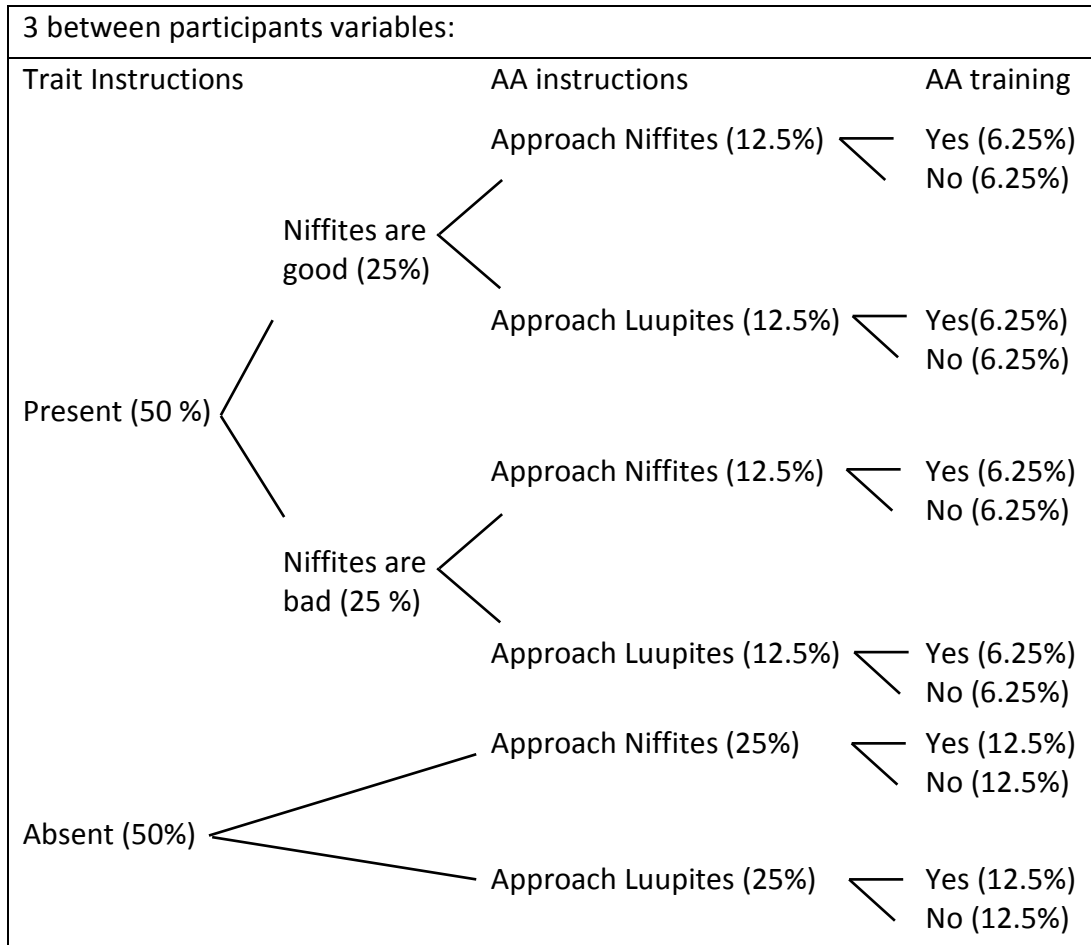 3 between participants variables:
Trait Instructions AA instructions AA training
Approach Niffites (12.5%) Yes (6.25%)
No (6.25%)
Niffites are
good (25%)
Approach Luupites (12.5%) Yes(6.25%)
No (6.25%)
Present (50 %)
Approach Niffites (12.5%) Yes (6.25%)
No (6.25%)
Niffites are
bad (25 %)
Approach Luupites (12.5%) Yes (6.25%)
No (6.25%)
Approach Niffites (25%) Yes (12.5%)
No (12.5%)
Absent (50%)
Approach Luupites (25%) Yes (12.5%)
No (12.5%)